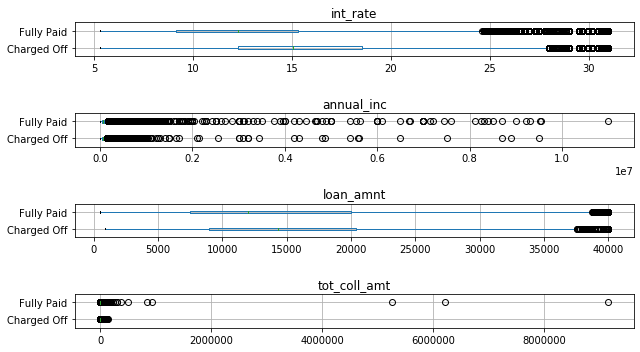 int_rate
Fully Paid
Charged Off
5 10 15 20 25 30
annual_inc
Fully Paid
Charged Off
0.0 0.2 0.4 0.6 0.8 1.0
1e7
loan_amnt
Fully Paid
Charged Off
0 5000 10000 15000 20000 25000 30000 35000 40000
tot_coll_amt
Fully Paid
Charged Off
0 2000000 4000000 6000000 8000000